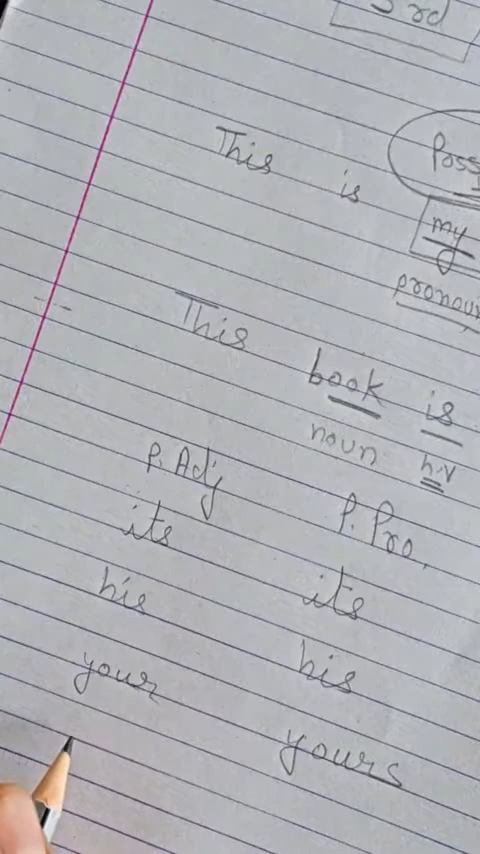 3rd
Poss
This is my
pronoun
This book is
noun h.v
P. Adj P. Pro.
its its
his his
your yours